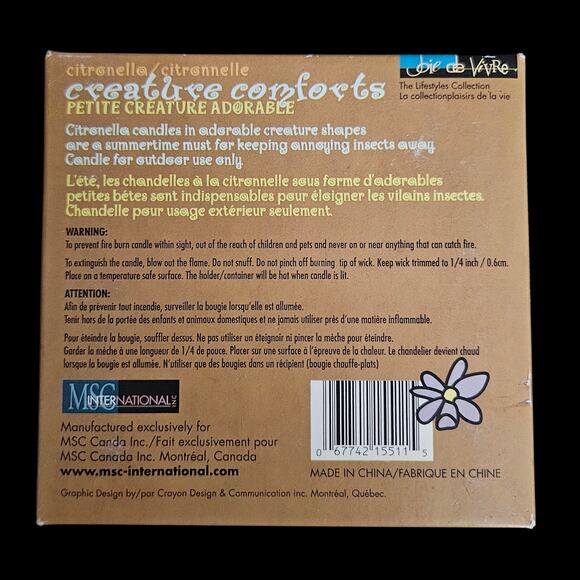 citronella/citronnelle
creature comforts
PETITE CRÉATURE ADORABLE
Joie de Vivre
The Lifestyles Collection
La collectionplaisirs de la vie
Citronella candles in adorable creature shapes
are a summertime must for keeping annoying insects away.
Candle for outdoor use only.
L'été, les chandelles à la citronnelle sous forme d'adorables
petites bêtes sont indispensables pour éloigner les vilains insectes.
Chandelle pour usage extérieur seulement.
WARNING:
To prevent fire burn candle within sight, out of the reach of children and pets and never on or near anything that can catch fire.
To extinguish the candle, blow out the flame. Do not snuff. Do not pinch off burning tip of wick. Keep wick trimmed to 1/4 inch / 0.6cm.
Place on a temperature safe surface. The holder/container will be hot when candle is lit.
ATTENTION:
Afin de prévenir tout incendie, surveiller la bougie lorsqu'elle est allumée.
Tenir hors de la portée des enfants et animaux domestiques et ne jamais utiliser près d'une matière inflammable.
Pour éteindre la bougie, souffler dessus. Ne pas utiliser un éteignoir ni pincer la mêche pour éteindre.
Garder la mêche à une longueur de 1/4 de pouce. Placer sur une surface à l'épreuve de la chaleur. Le chandelier devient chaud
lorsque la bougie est allumée. N'utiliser que des bougies dans un récipient (bougie chauffe-plats)
MSC INTERNATIONAL INC
Manufactured exclusively for
MSC Canda Inc./Fait exclusivement pour
MSC Canada Inc. Montréal, Canada
www.msc-international.com
0 67742 15511 5
MADE IN CHINA/FABRIQUE EN CHINE
Graphic Design by/par Crayon Design & Communication inc. Montréal, Québec.